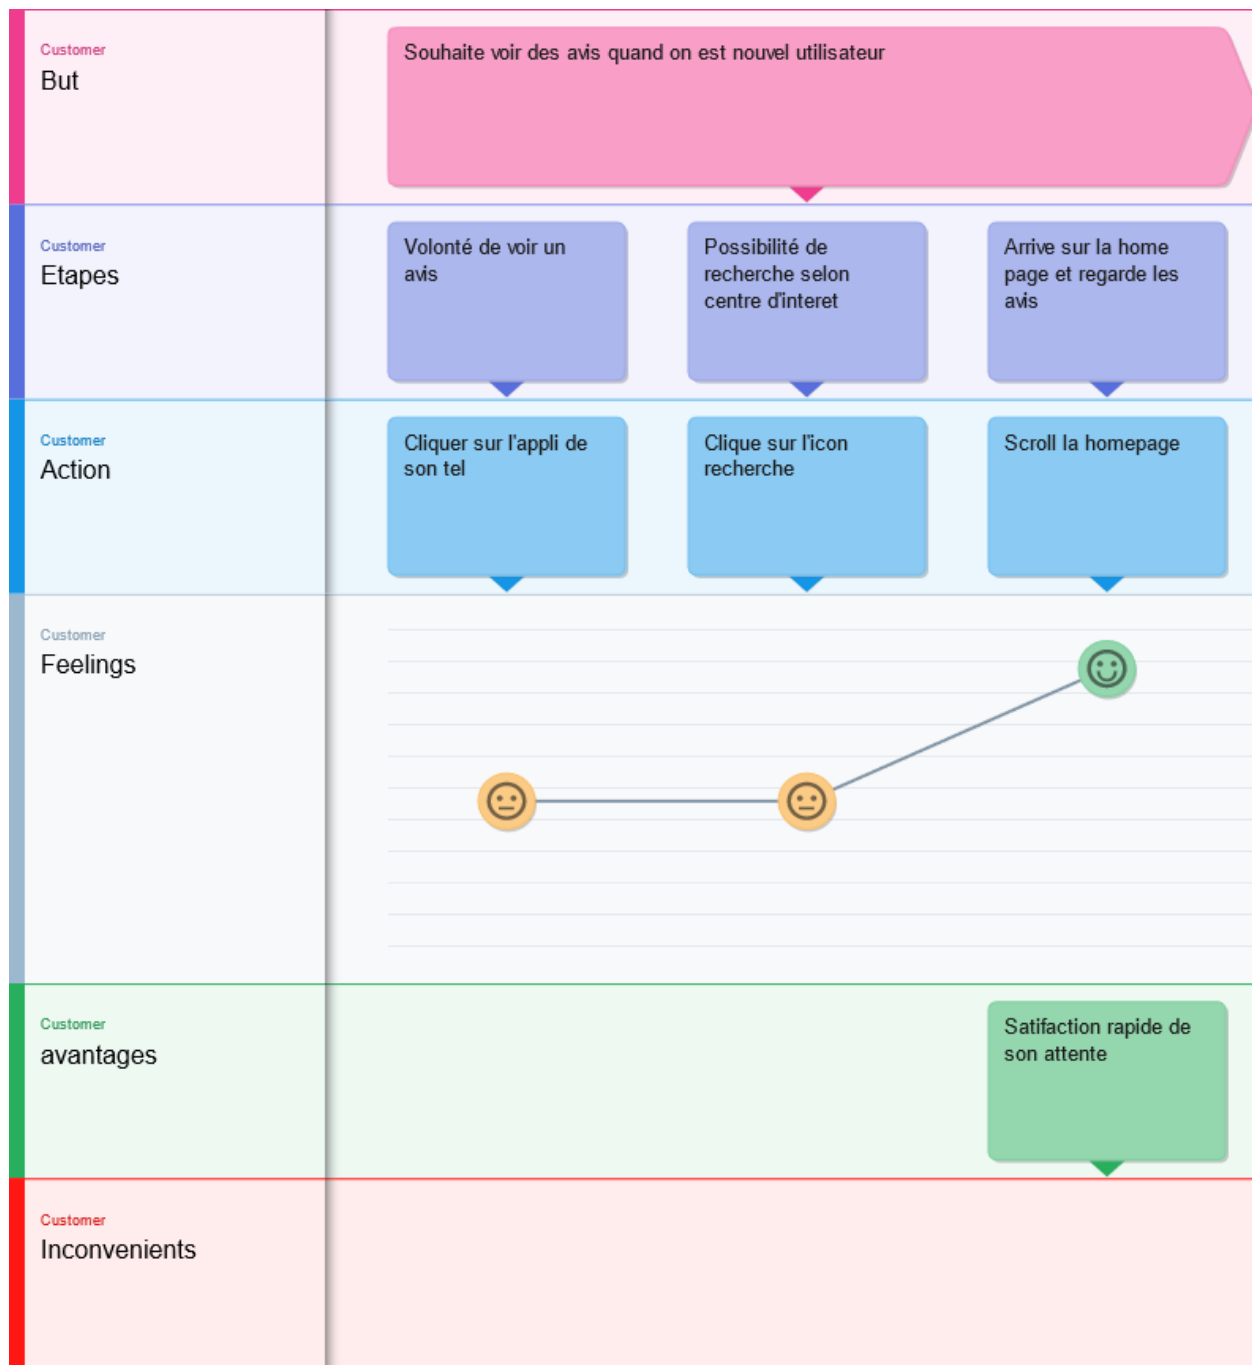 Customer
But
Souhaite voir des avis quand on est nouvel utilisateur
Customer
Etapes
Volonté de voir un
avis
Possibilité de
recherche selon
centre d'interet
Arrive sur la home
page et regarde les
avis
Customer
Action
Cliquer sur l'appli de
son tel
Clique sur l'icon
recherche
Scroll la homepage
Customer
Feelings
Customer
avantages
Satifaction rapide de
son attente
Customer
Inconvenients